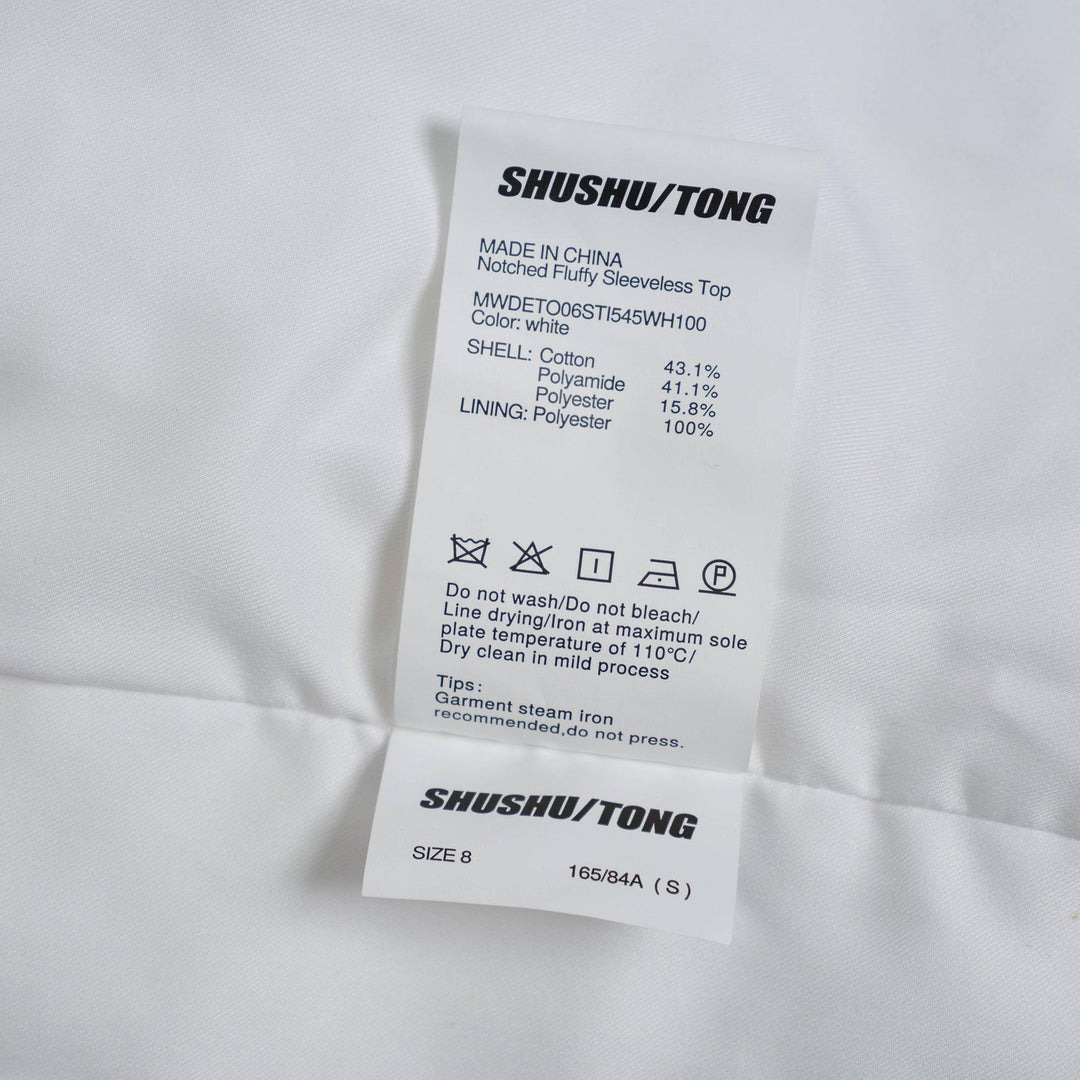 SHUSHU/TONG
MADE IN CHINA
Notched Fluffy Sleeveless Top
MWDETO06STI545WH100
Color: white
SHELL: Cotton 43.1%
Polyamide 41.1%
Polyester 15.8%
LINING: Polyester 100%
P
Do not wash/Do not bleach/
Line drying/Iron at maximum sole
plate temperature of 110°C/
Dry clean in mild process
Tips:
Garment steam iron
recommended,do not press.
SHUSHU/TONG
SIZE 8 165/84A (S)